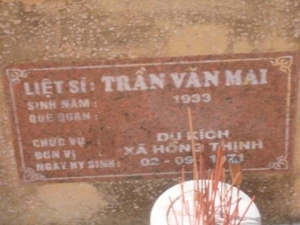 LIỆT SĨ : TRẦN VĂN MAI
SINH NĂM : 1933
QUÊ QUÁN :
CHỨC VỤ : DU KÍCH
ĐƠN VỊ : XÃ HỒNG THỊNH
NGÀY HY SINH : 02 - 09 - 1971